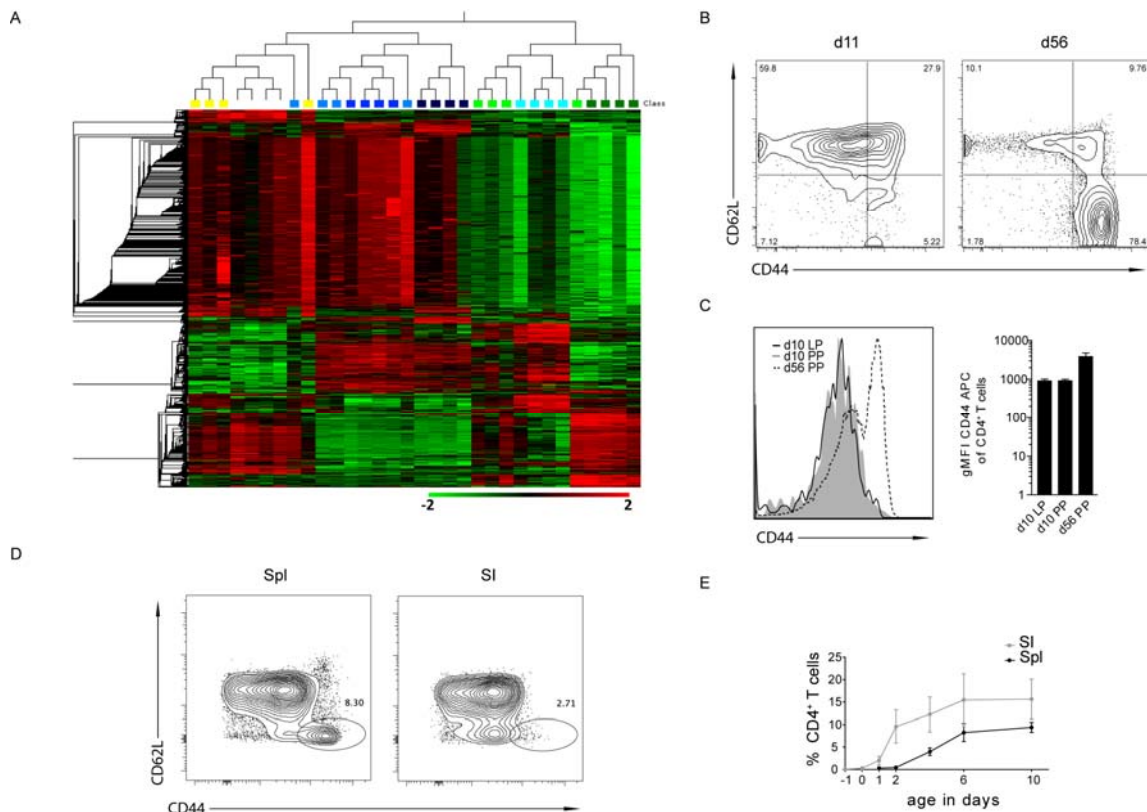 A
Class
-2
2
B
d11
d56
59.8
27.9
10.1
9.76
7.12
5.22
1.78
78.4
CD62L
CD44
C
d10 LP
d10 PP
d56 PP
CD44
gMFI CD44 APC
of CD4+ T cells
10000
1000
100
10
1
d10 LP
d10 PP
d56 PP
D
Spl
SI
8.30
2.71
CD62L
CD44
E
SI
Spl
% CD4+ T cells
25
20
15
10
5
0
-1
0
1
2
4
6
10
age in days